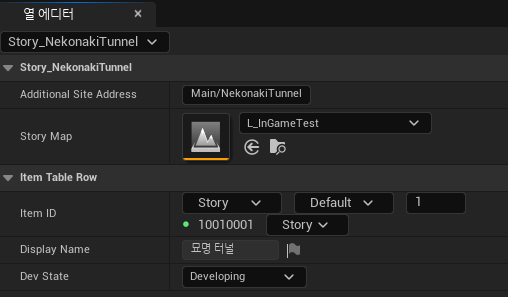 열 에디터
Story_NekonakiTunnel
Story_NekonakiTunnel
Additional Site Address Main/NekonakiTunnel
Story Map L_InGameTest
Item Table Row
Item ID Story Default 1
10010001 Story
Display Name 묘명 터널
Dev State Developing